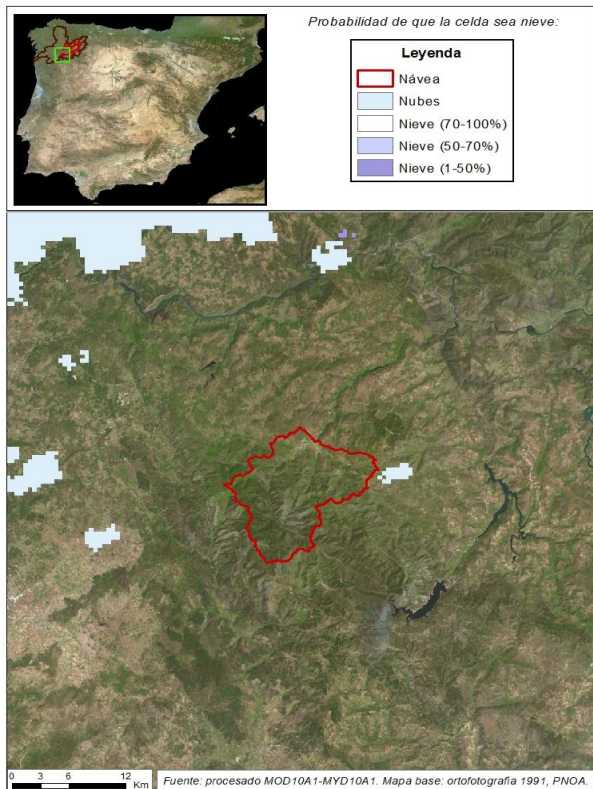 Probabilidad de que la celda sea nieve:
Leyenda
Návea
Nubes
Nieve (70-100%)
Nieve (50-70%)
Nieve (1-50%)
0 3 6 12
Km
Fuente: procesado MOD10A1-MYD10A1. Mapa base: ortofotografia 1991, PNOA.